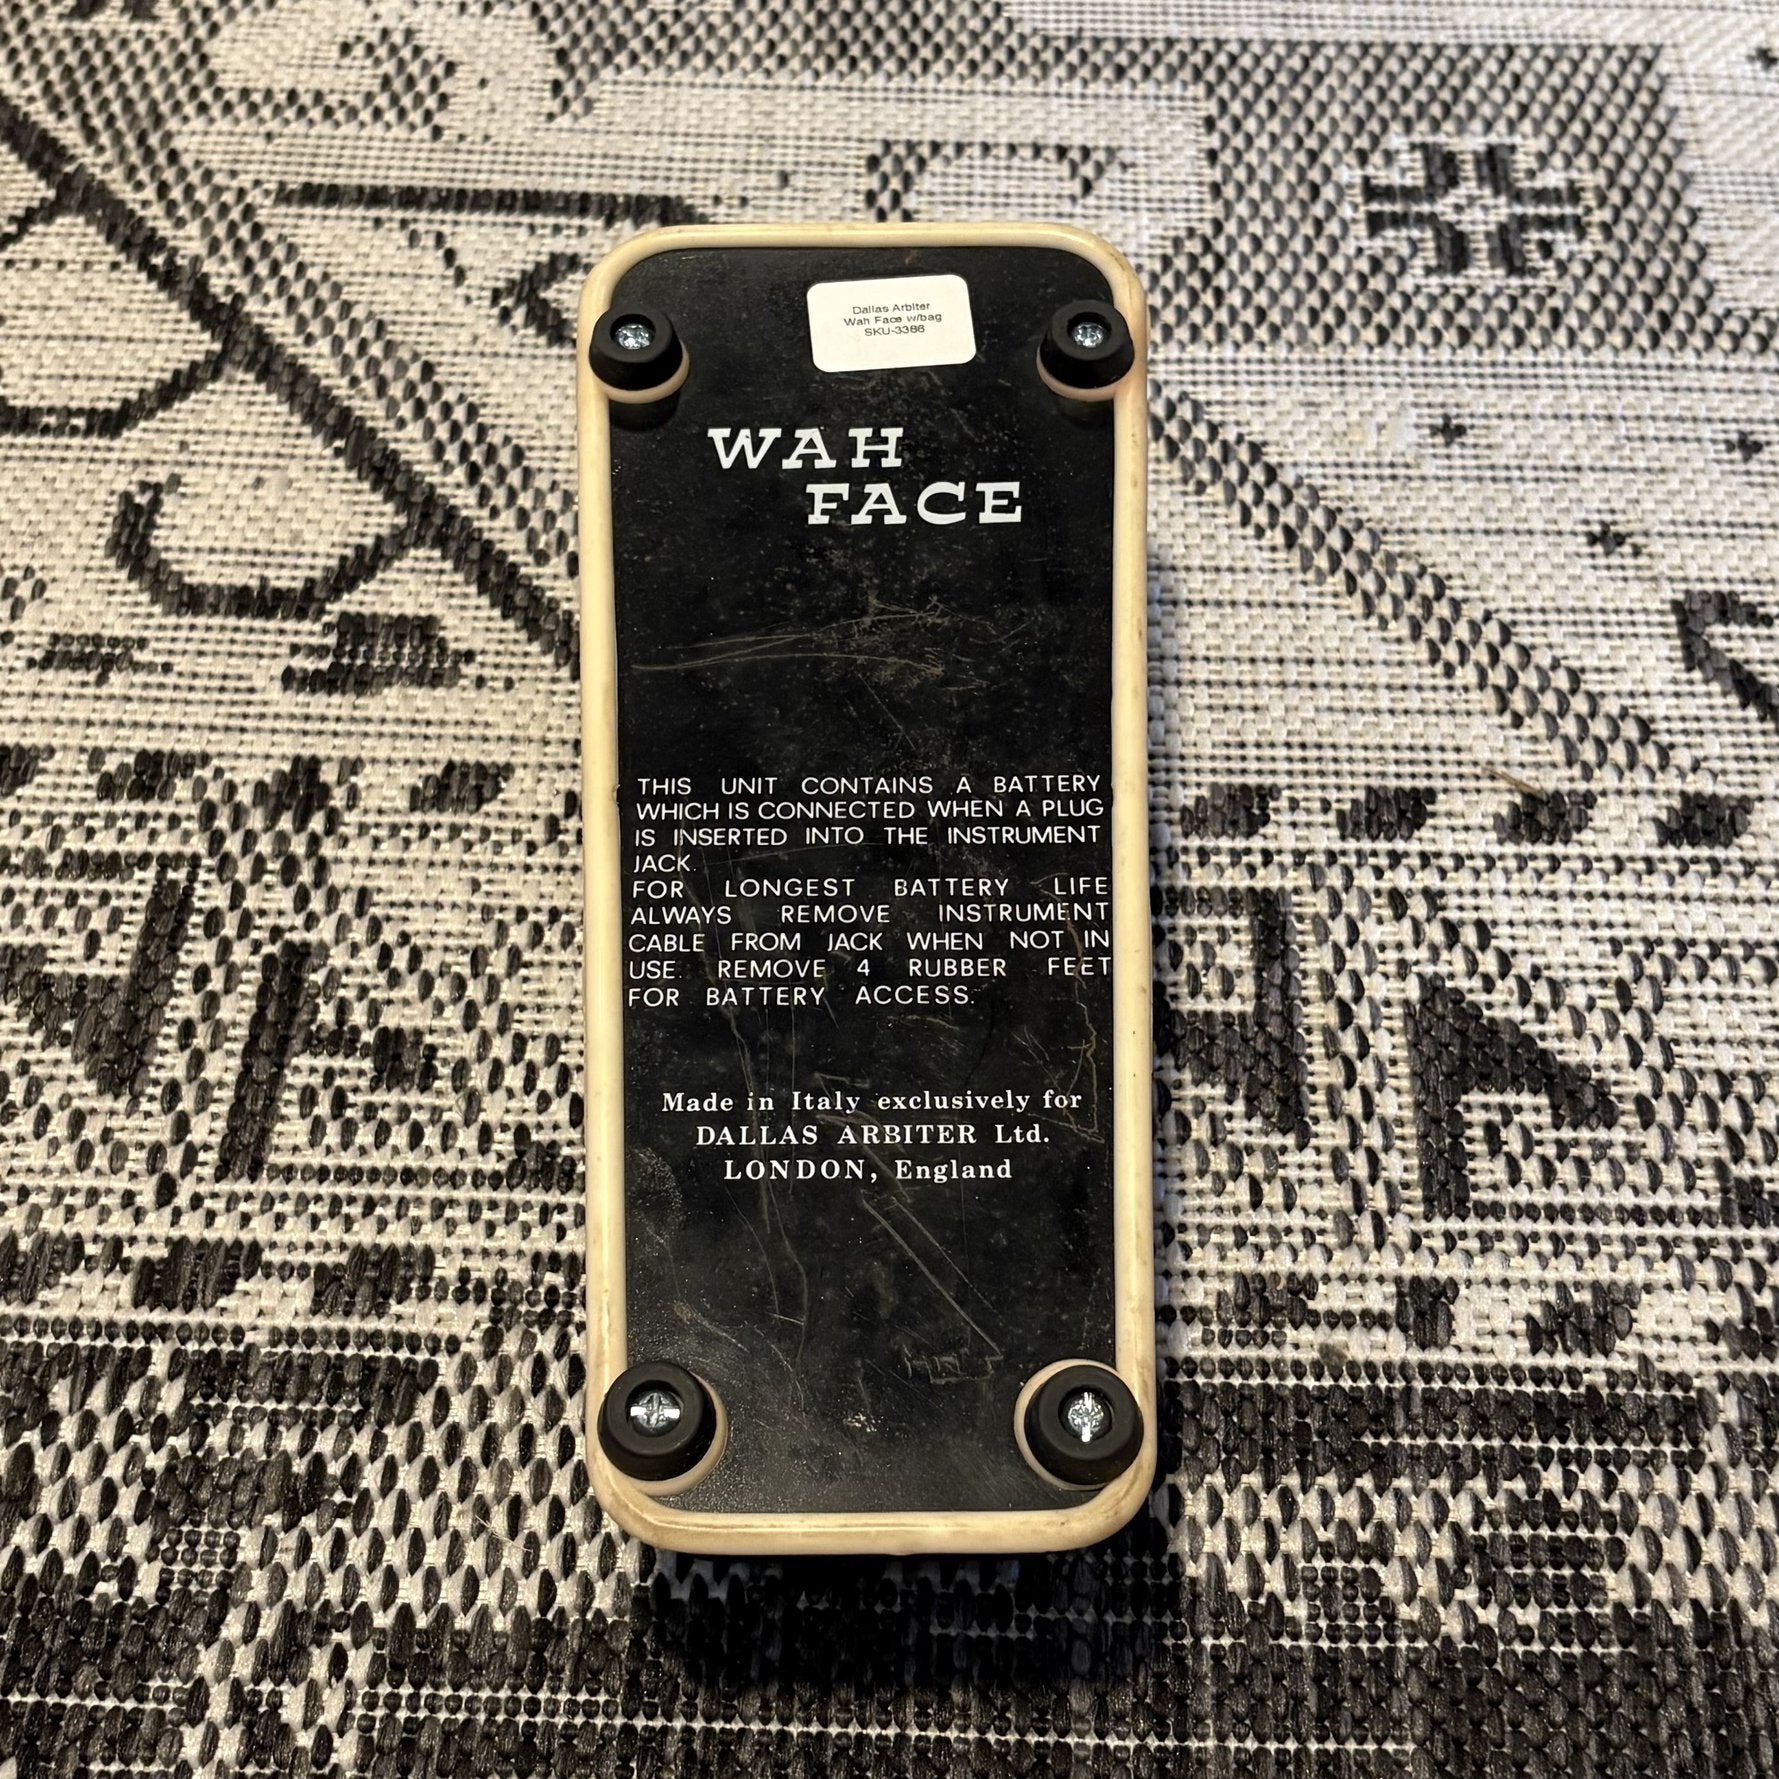 Dallas Arbiter
Wah Face w/bag
SKU-3386
WAH
FACE
THIS UNIT CONTAINS A BATTERY
WHICH IS CONNECTED WHEN A PLUG
IS INSERTED INTO THE INSTRUMENT
JACK.
FOR LONGEST BATTERY LIFE
ALWAYS REMOVE INSTRUMENT
CABLE FROM JACK WHEN NOT IN
USE. REMOVE 4 RUBBER FEET
FOR BATTERY ACCESS.
Made in Italy exclusively for
DALLAS ARBITER Ltd.
LONDON, England